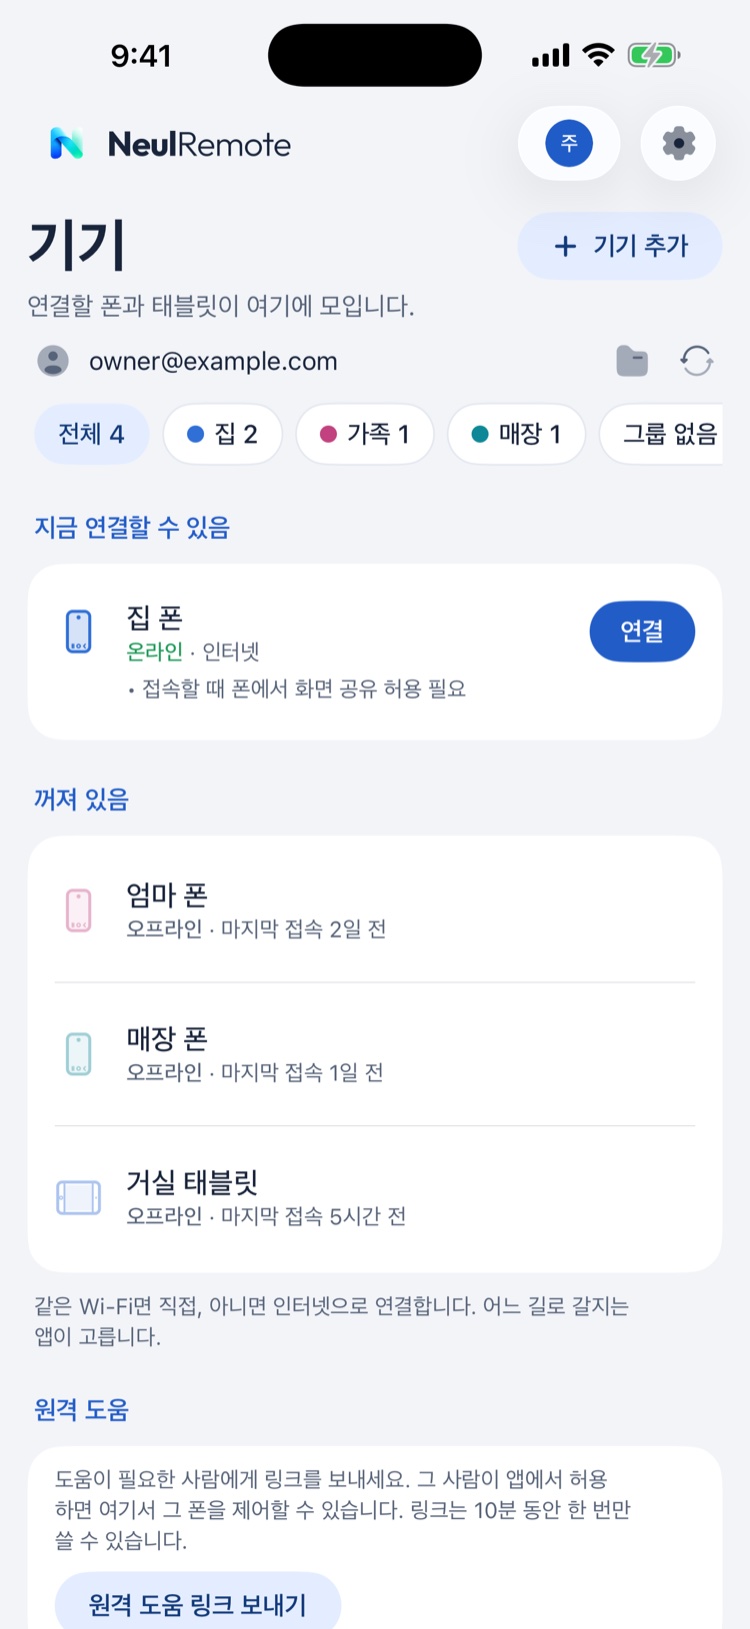 9:41
NeulRemote
주
기기
+ 기기 추가
연결할 폰과 태블릿이 여기에 모입니다.
owner@example.com
전체 4
집 2
가족 1
매장 1
그룹 없음
지금 연결할 수 있음
집 폰
온라인 · 인터넷
• 접속할 때 폰에서 화면 공유 허용 필요
연결
꺼져 있음
엄마 폰
오프라인 · 마지막 접속 2일 전
매장 폰
오프라인 · 마지막 접속 1일 전
거실 태블릿
오프라인 · 마지막 접속 5시간 전
같은 Wi-Fi면 직접, 아니면 인터넷으로 연결합니다. 어느 길로 갈지는
앱이 고릅니다.
원격 도움
도움이 필요한 사람에게 링크를 보내세요. 그 사람이 앱에서 허용
하면 여기서 그 폰을 제어할 수 있습니다. 링크는 10분 동안 한 번만
쓸 수 있습니다.
원격 도움 링크 보내기